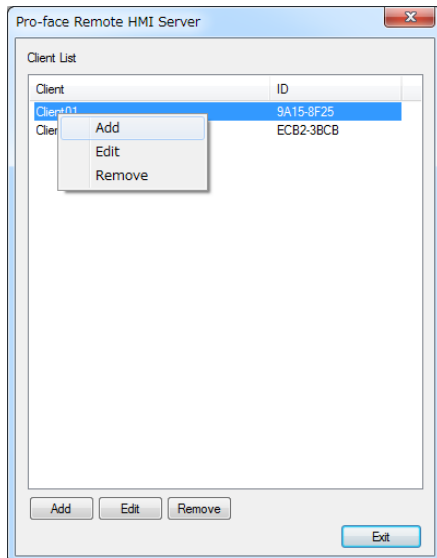 Pro-face Remote HMI Server
Client List
Client ID
Client01 9A15-8F25
Clie ECB2-3BCB
Add
Edit
Remove
Add Edit Remove
Exit